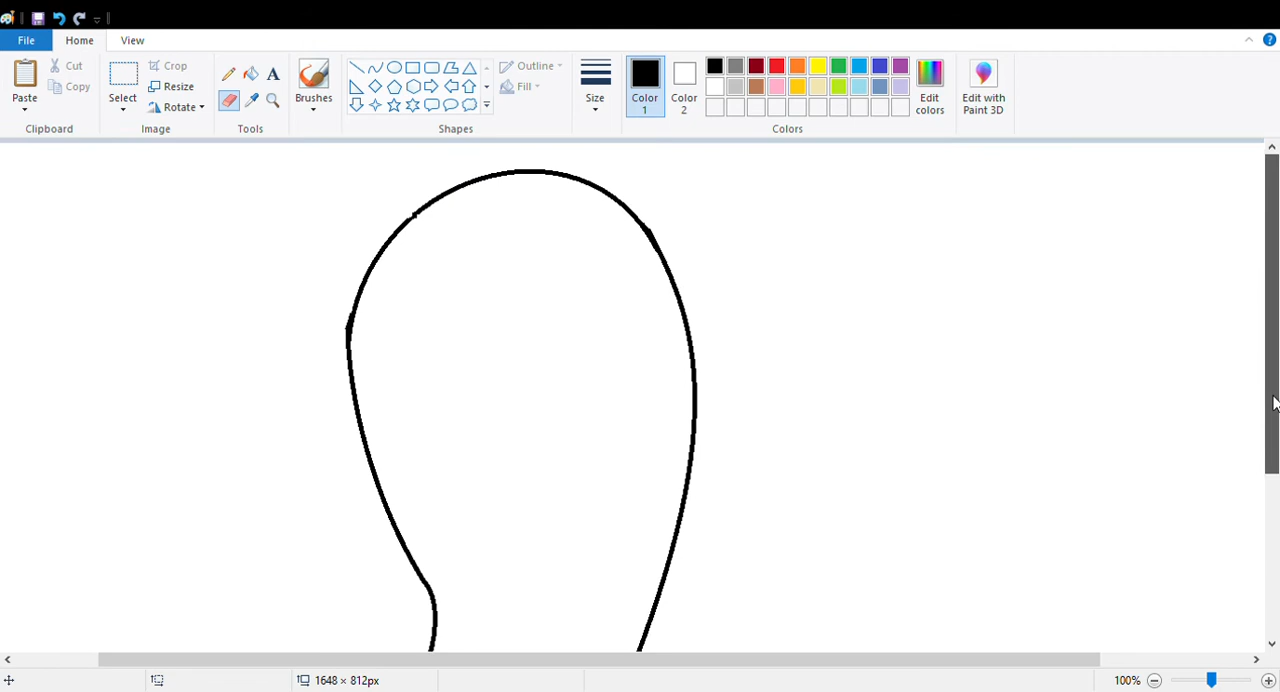 File Home View
Paste
Cut
Copy
Clipboard
Select
Crop
Resize
Rotate
Image
A
Tools
Brushes
Outline
Fill
Shapes
Size
Color 1
Color 2
Edit colors
Colors
Edit with Paint 3D
?
1648 × 812px
100%